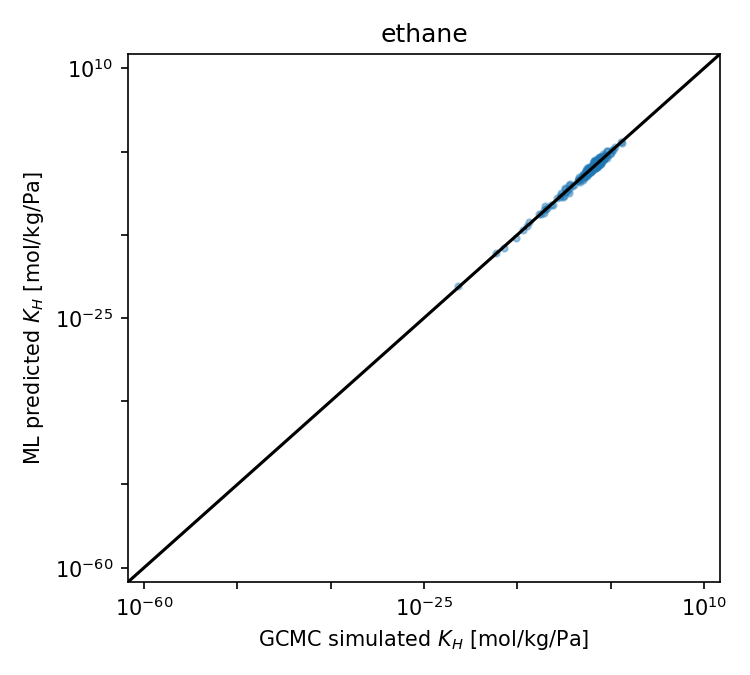 ethane
10^10
10^−25
10^−60
ML predicted K_H [mol/kg/Pa]
10^−60 10^−25 10^10
GCMC simulated K_H [mol/kg/Pa]